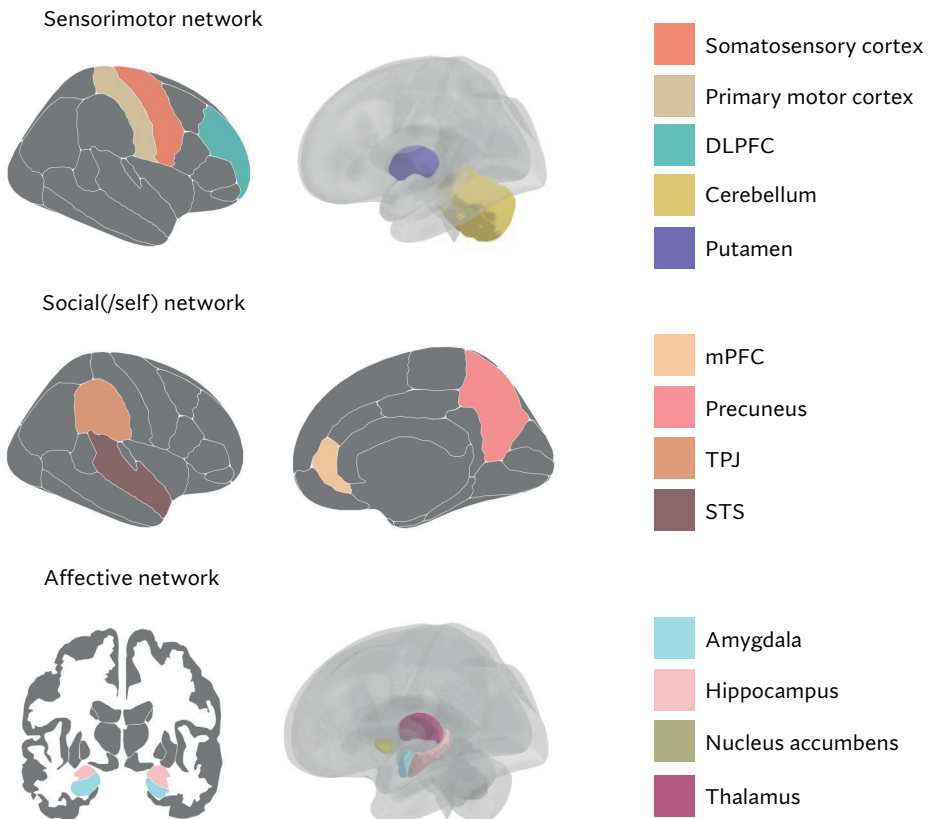 Sensorimotor network
Somatosensory cortex
Primary motor cortex
DLPFC
Cerebellum
Putamen
Social(/self) network
mPFC
Precuneus
TPJ
STS
Affective network
Amygdala
Hippocampus
Nucleus accumbens
Thalamus